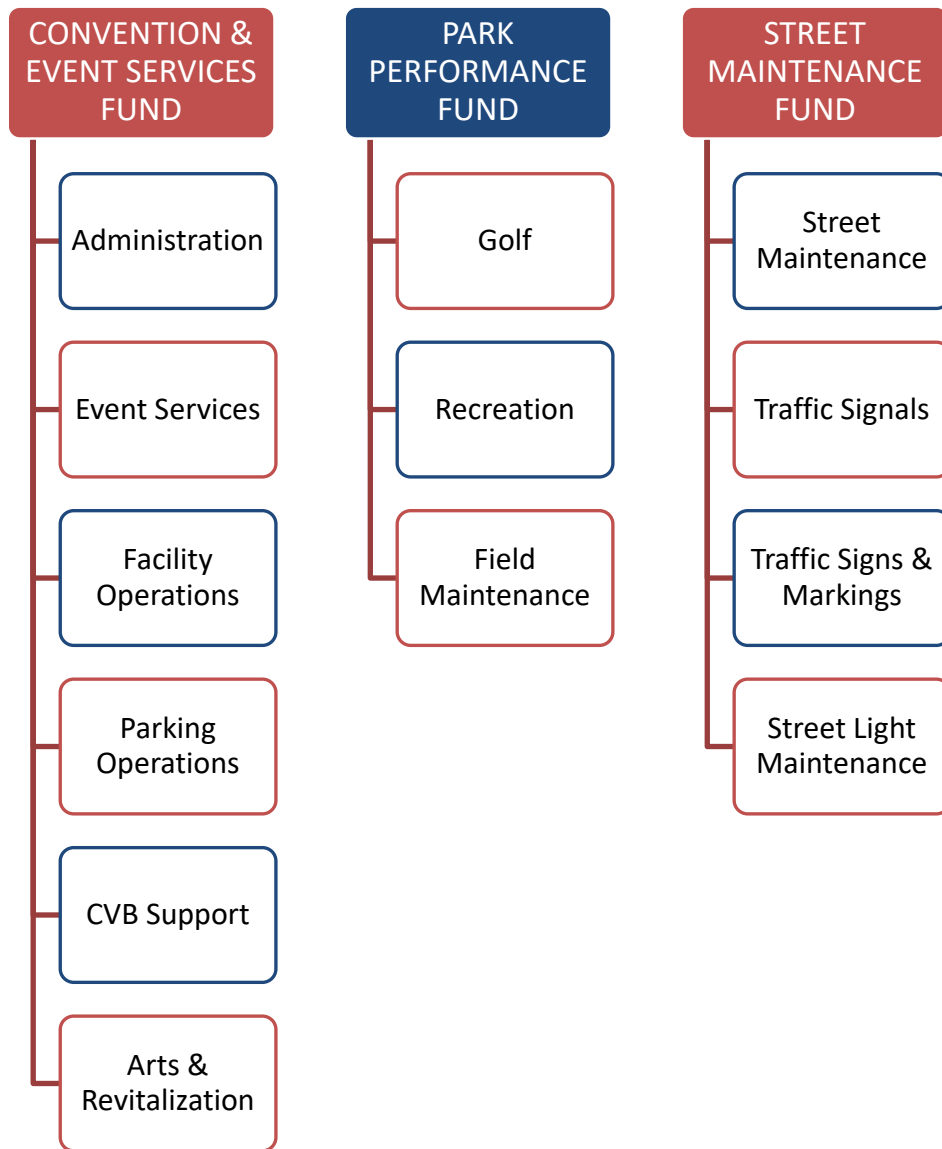 CONVENTION &
EVENT SERVICES
FUND
Administration
Event Services
Facility
Operations
Parking
Operations
CVB Support
Arts &
Revitalization
PARK
PERFORMANCE
FUND
Golf
Recreation
Field
Maintenance
STREET
MAINTENANCE
FUND
Street
Maintenance
Traffic Signals
Traffic Signs &
Markings
Street Light
Maintenance